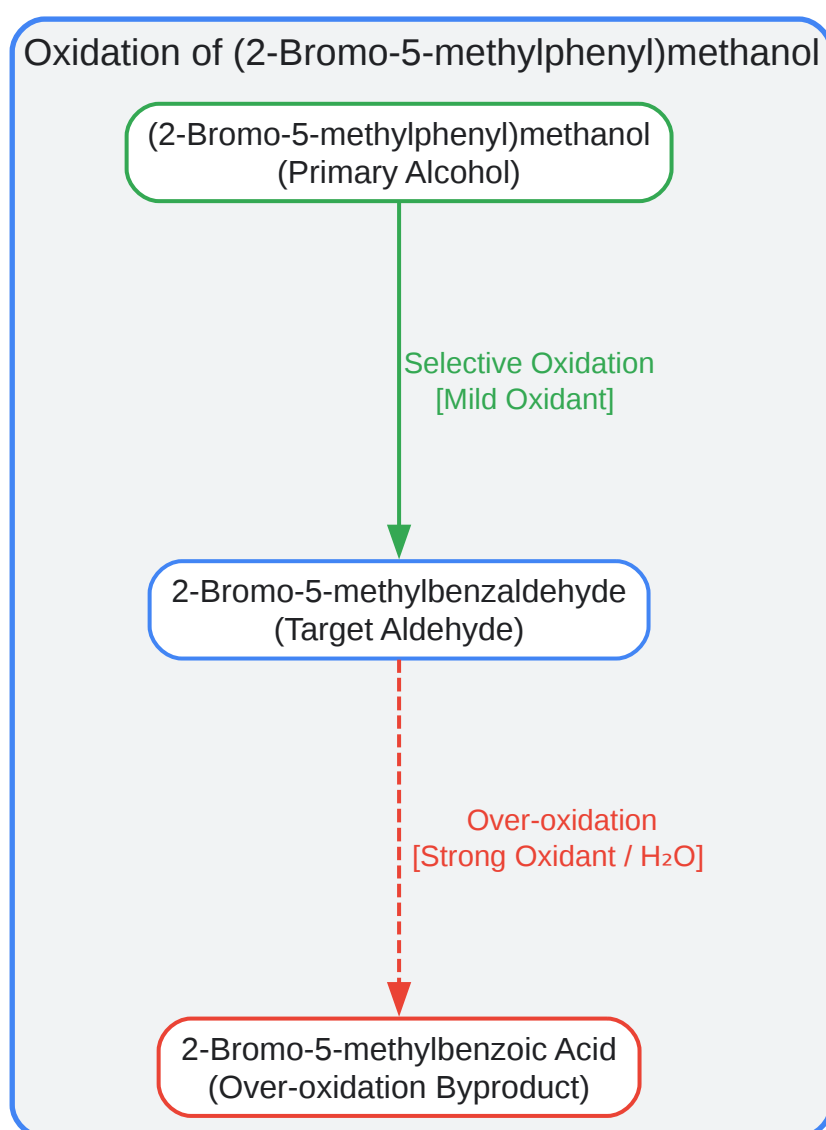 Oxidation of (2-Bromo-5-methylphenyl)methanol
(2-Bromo-5-methylphenyl)methanol
(Primary Alcohol)
Selective Oxidation
[Mild Oxidant]
2-Bromo-5-methylbenzaldehyde
(Target Aldehyde)
Over-oxidation
[Strong Oxidant / H₂O]
2-Bromo-5-methylbenzoic Acid
(Over-oxidation Byproduct)